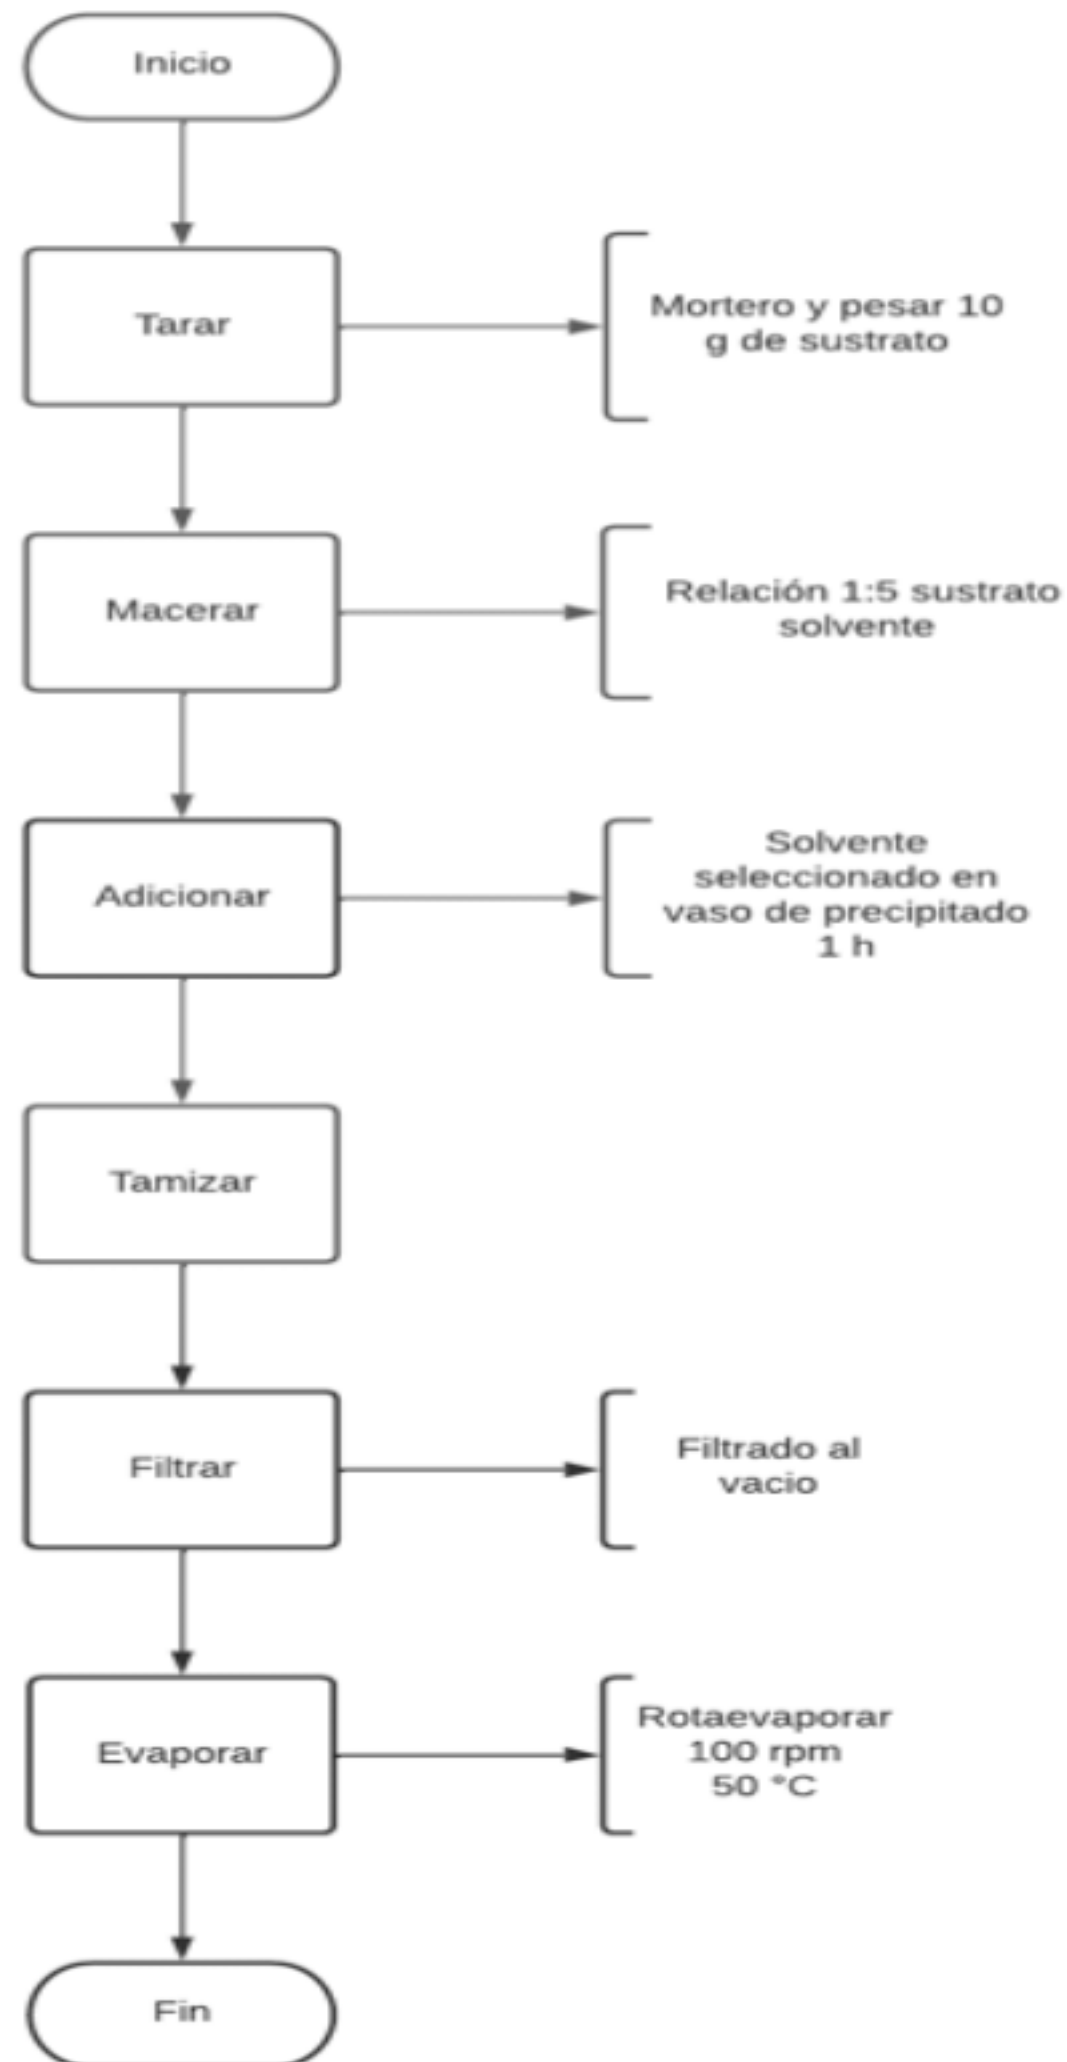 Inicio
Tarar
Mortero y pesar 10
g de sustrato
Macerar
Relación 1:5 sustrato
solvente
Adicionar
Solvente
seleccionado en
vaso de precipitado
1 h
Tamizar
Filtrar
Filtrado al
vacio
Evaporar
Rotaevaporar
100 rpm
50 °C
Fin